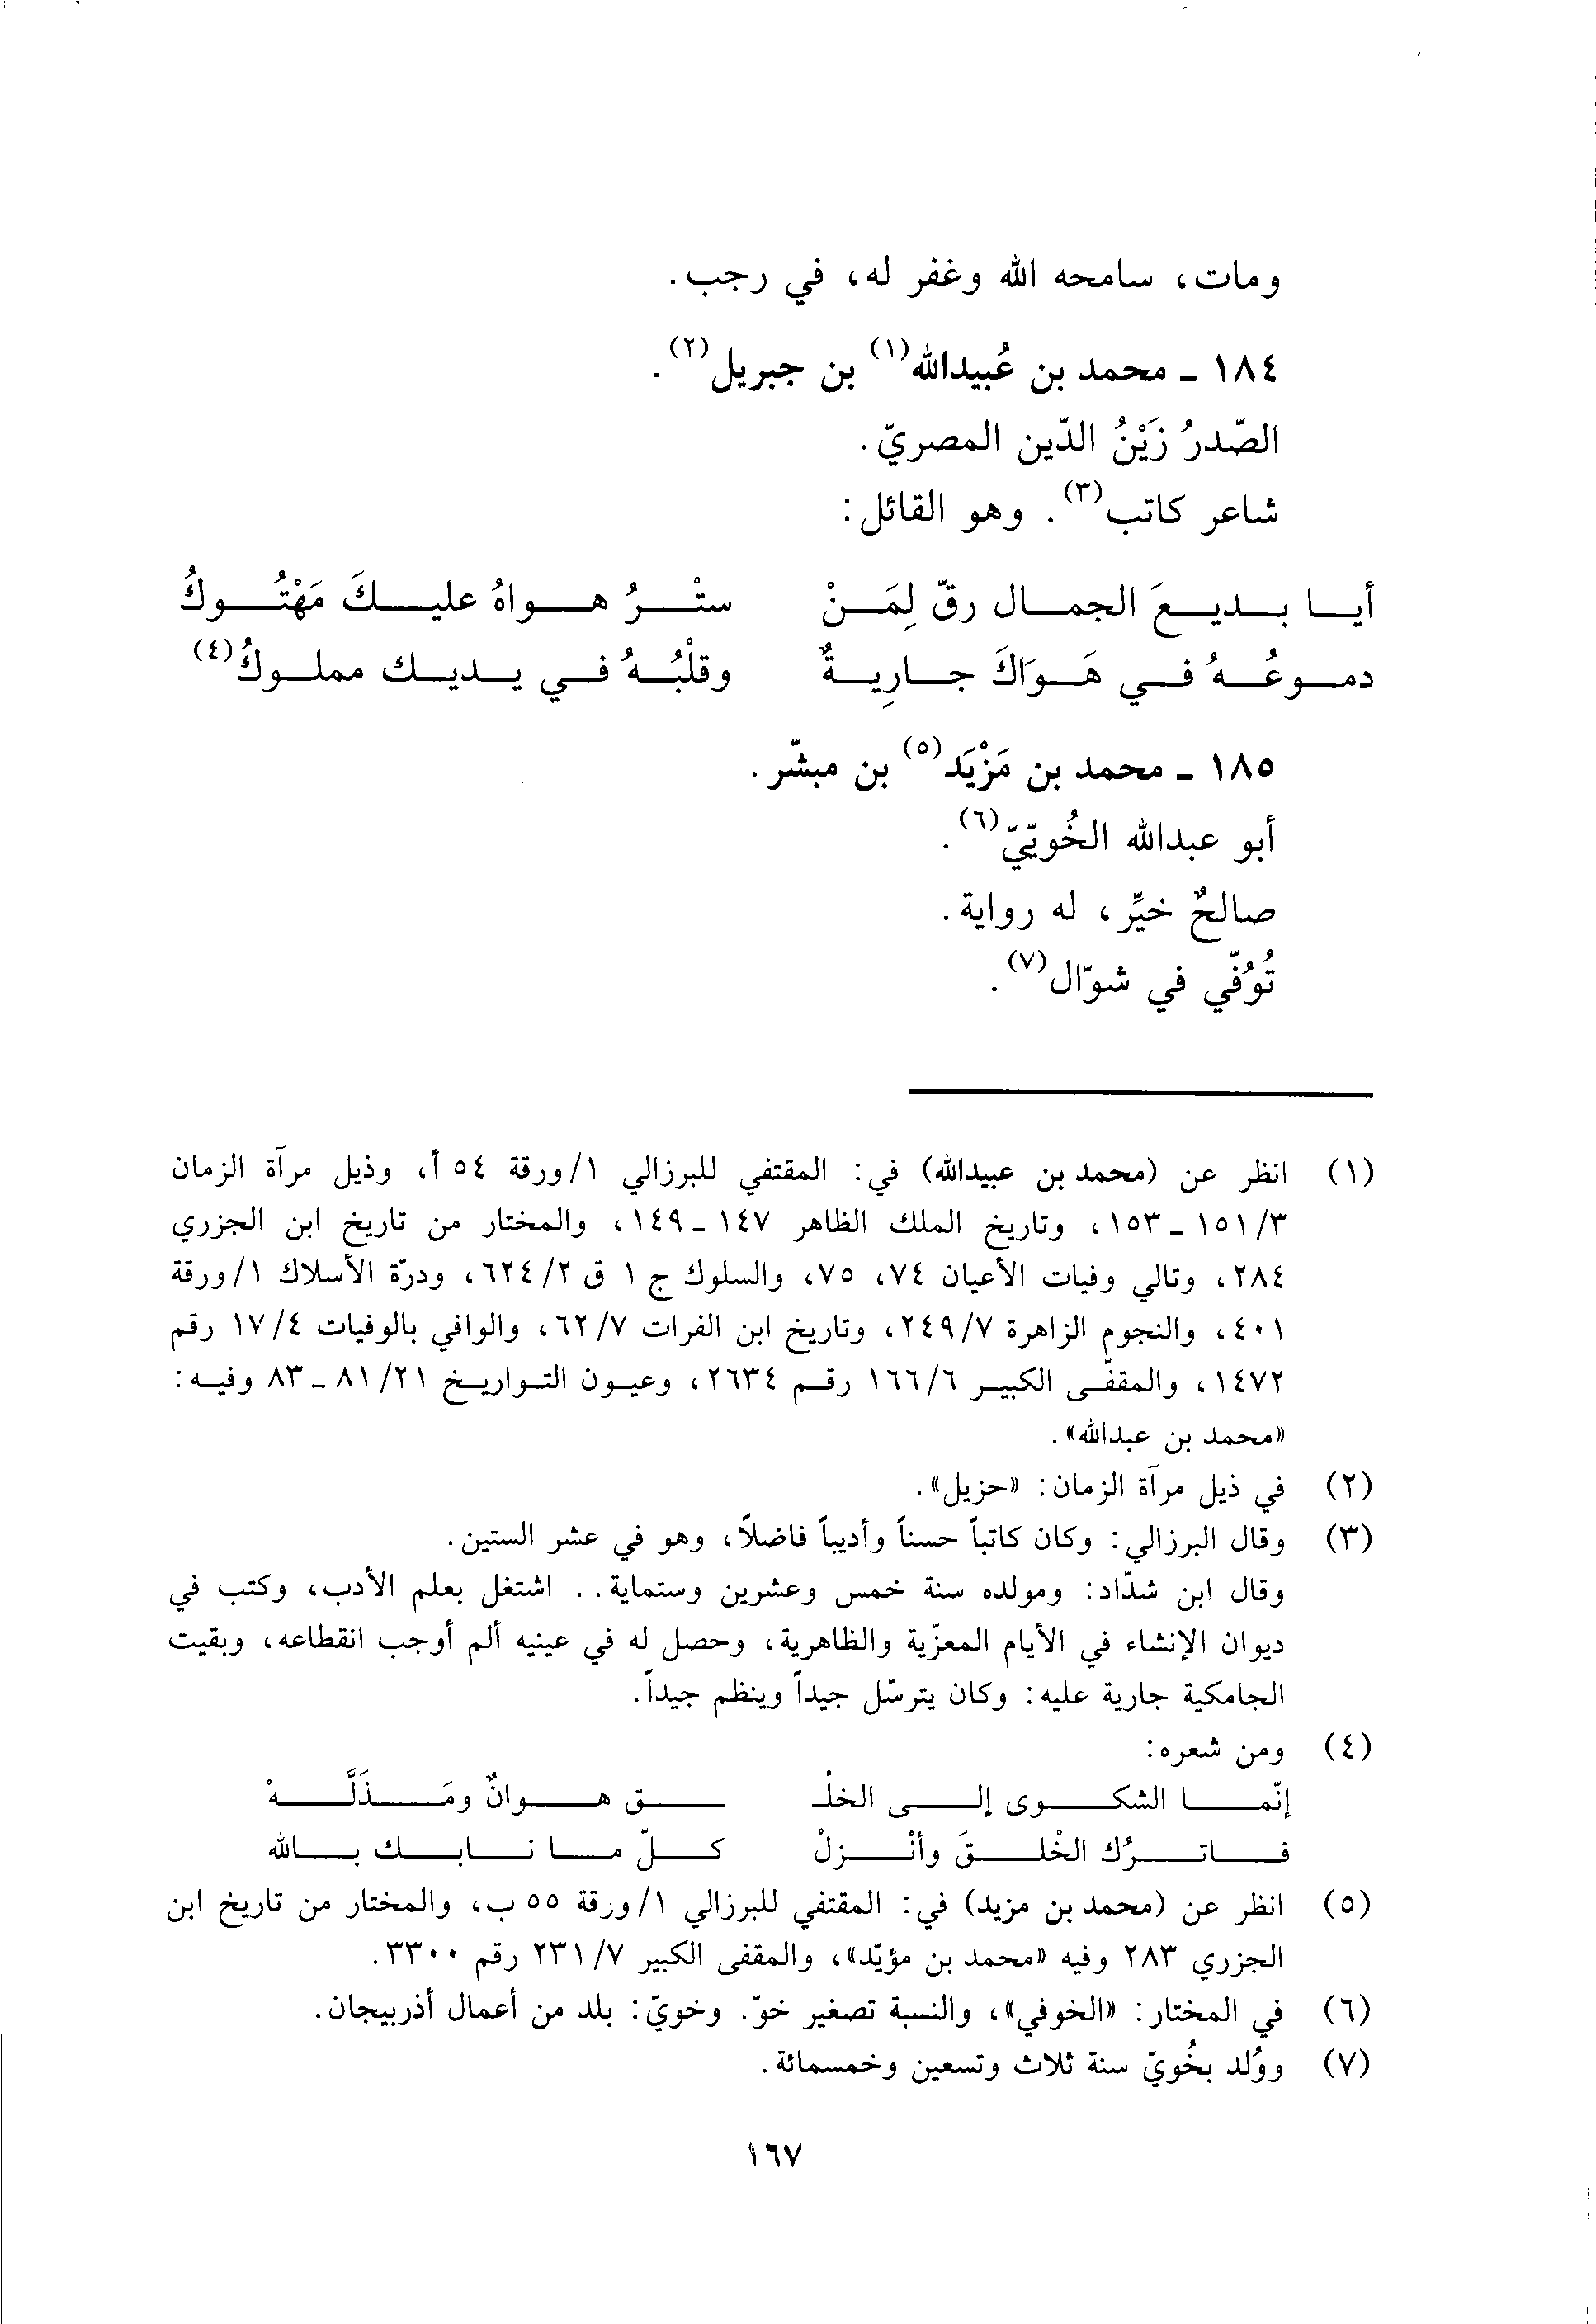 ومات، سامحه الله وغفر له، في رجب.
١٨٤ ـ محمد بن عُبيدالله(١) بن جبريل(٢).
الصّدرُ زَيْنُ الدّين المصريّ.
شاعر كاتب(٣). وهو القائل:
أيا بديعَ الجمال رقّ لِمَنْ ستْرُ هواهُ عليكَ مَهْتُوكُ
دموعُهُ في هَوَاكَ جارِيةٌ وقلْبُهُ في يديك مملوكُ(٤)
١٨٥ ـ محمد بن مَزْيَد(٥) بن مبشّر.
أبو عبدالله الخُويّيّ(٦).
صالحٌ خيِّر، له رواية.
تُوُفّي في شوّال(٧).
(١) انظر عن (محمد بن عبيدالله) في: المقتفي للبرزالي ١/ورقة ٥٤ أ، وذيل مرآة الزمان
٣/١٥١ ـ ١٥٣، وتاريخ الملك الظاهر ١٤٧ ـ ١٤٩، والمختار من تاريخ ابن الجزري
٢٨٤، وتالي وفيات الأعيان ٧٤، ٧٥، والسلوك ج ١ ق ٢/٦٢٤، ودرّة الأسلاك ١/ورقة
٤٠١، والنجوم الزاهرة ٧/٢٤٩، وتاريخ ابن الفرات ٧/٦٢، والوافي بالوفيات ٤/١٧ رقم
١٤٧٢، والمقفّى الكبير ٦/١٦٦ رقم ٢٦٣٤، وعيون التواريخ ٢١/٨١ ـ ٨٣ وفيه:
«محمد بن عبدالله».
(٢) في ذيل مرآة الزمان: «حزيل».
(٣) وقال البرزالي: وكان كاتباً حسناً وأديباً فاضلاً، وهو في عشر الستين.
وقال ابن شدّاد: ومولده سنة خمس وعشرين وستماية.. اشتغل بعلم الأدب، وكتب في
ديوان الإنشاء في الأيام المعزّية والظاهرية، وحصل له في عينيه ألم أوجب انقطاعه، وبقيت
الجامكية جارية عليه: وكان يترسّل جيداً وينظم جيداً.
(٤) ومن شعره:
إنّما الشكوى إلى الخلْـ ـق هوانٌ ومَذَلَّهْ
فاترُك الخْلقَ وأنْزلْ كلّ ما نابك بالله
(٥) انظر عن (محمد بن مزيد) في: المقتفي للبرزالي ١/ورقة ٥٥ ب، والمختار من تاريخ ابن
الجزري ٢٨٣ وفيه «محمد بن مؤيّد»، والمقفى الكبير ٧/٢٣١ رقم ٣٣٠٠.
(٦) في المختار: «الخوفي»، والنسبة تصغير خوّ. وخويّ: بلد من أعمال أذربيجان.
(٧) ووُلد بخُويّ سنة ثلاث وتسعين وخمسمائة.
١٦٧